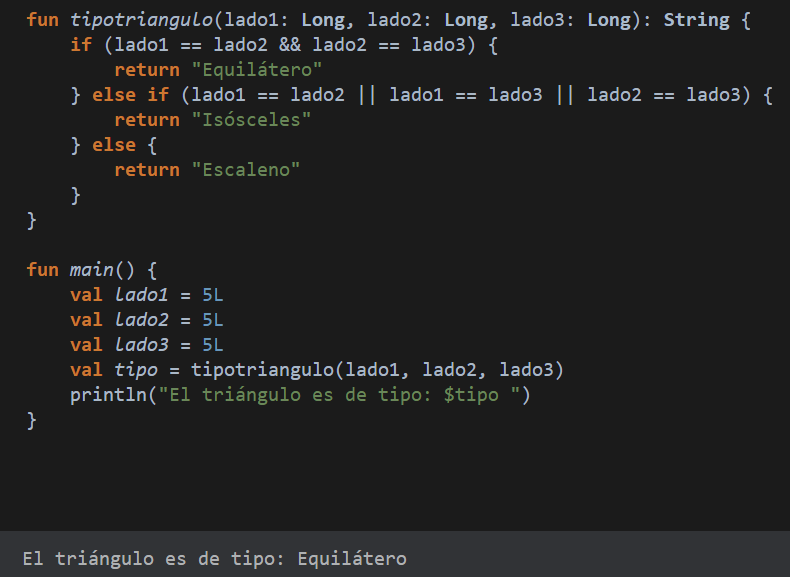 fun tipotriangulo(lado1: Long, lado2: Long, lado3: Long): String {
    if (lado1 == lado2 && lado2 == lado3) {
        return "Equilátero"
    } else if (lado1 == lado2 || lado1 == lado3 || lado2 == lado3) {
        return "Isósceles"
    } else {
        return "Escaleno"
    }
}

fun main() {
    val lado1 = 5L
    val lado2 = 5L
    val lado3 = 5L
    val tipo = tipotriangulo(lado1, lado2, lado3)
    println("El triángulo es de tipo: $tipo ")
}

El triángulo es de tipo: Equilátero